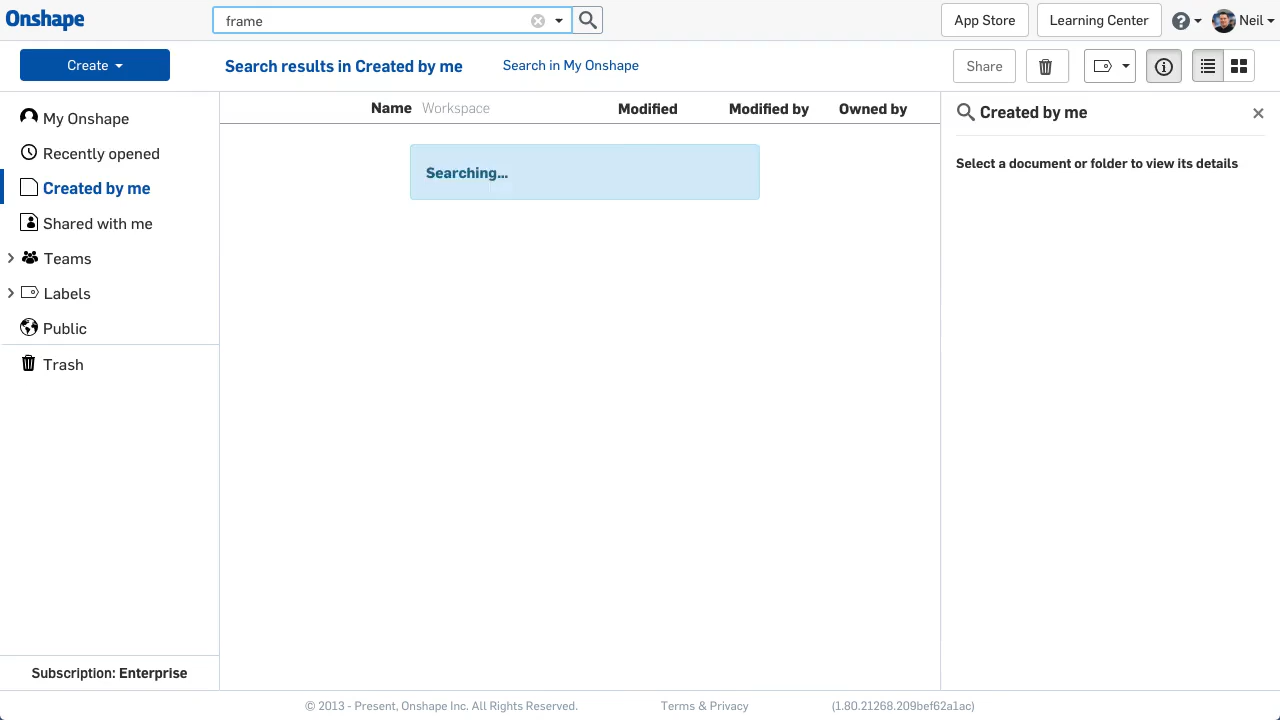 Onshape
frame
App Store
Learning Center
Neil
Create
Search results in Created by me
Search in My Onshape
Share
My Onshape
Recently opened
Created by me
Shared with me
Teams
Labels
Public
Trash
Name
Workspace
Modified
Modified by
Owned by
Searching...
Created by me
Select a document or folder to view its details
Subscription: Enterprise
© 2013 - Present, Onshape Inc. All Rights Reserved.
Terms & Privacy
(1.80.21268.209bef62a1ac)